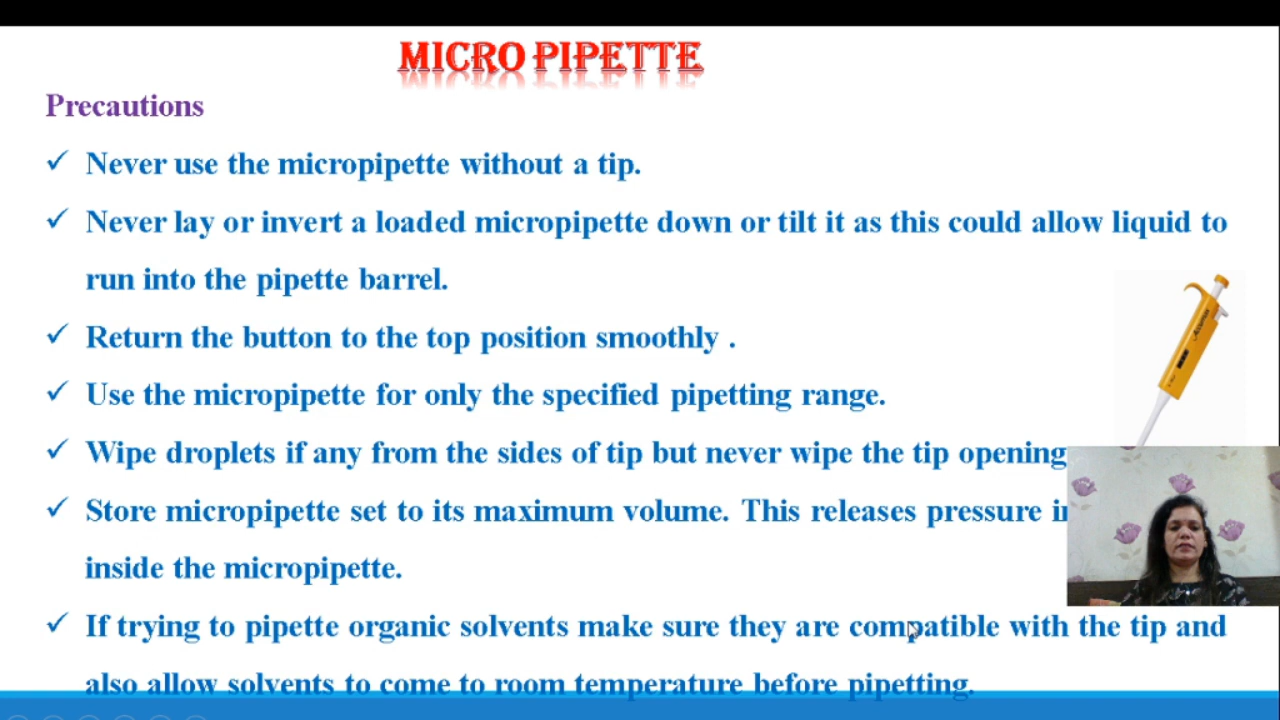 MICRO PIPETTE
Precautions
✓ Never use the micropipette without a tip.
✓ Never lay or invert a loaded micropipette down or tilt it as this could allow liquid to
run into the pipette barrel.
✓ Return the button to the top position smoothly .
✓ Use the micropipette for only the specified pipetting range.
✓ Wipe droplets if any from the sides of tip but never wipe the tip opening
✓ Store micropipette set to its maximum volume. This releases pressure
inside the micropipette.
✓ If trying to pipette organic solvents make sure they are compatible with the tip and
also allow solvents to come to room temperature before pipetting.